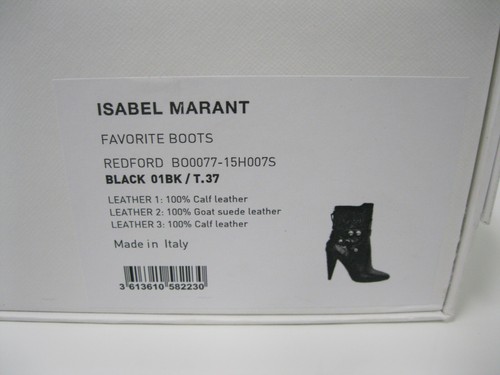 ISABEL MARANT
FAVORITE BOOTS
REDFORD BO0077-15H007S
BLACK 01BK / T.37
LEATHER 1: 100% Calf leather
LEATHER 2: 100% Goat suede leather
LEATHER 3: 100% Calf leather
Made in Italy
3 613610 582230